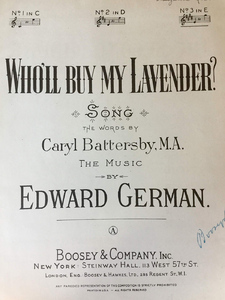 No 1 in C No 2 in D No 3 in E
WHO'LL BUY MY LAVENDER?
SONG
THE WORDS BY
Caryl Battersby, M.A.
THE MUSIC
BY
EDWARD GERMAN.
A
BOOSEY & COMPANY, INC.
NEW YORK: STEINWAY HALL, 113 WEST 57TH ST.
LONDON, ENG. BOOSEY & HAWKES, LTD., 295 REGENT ST., W.1.